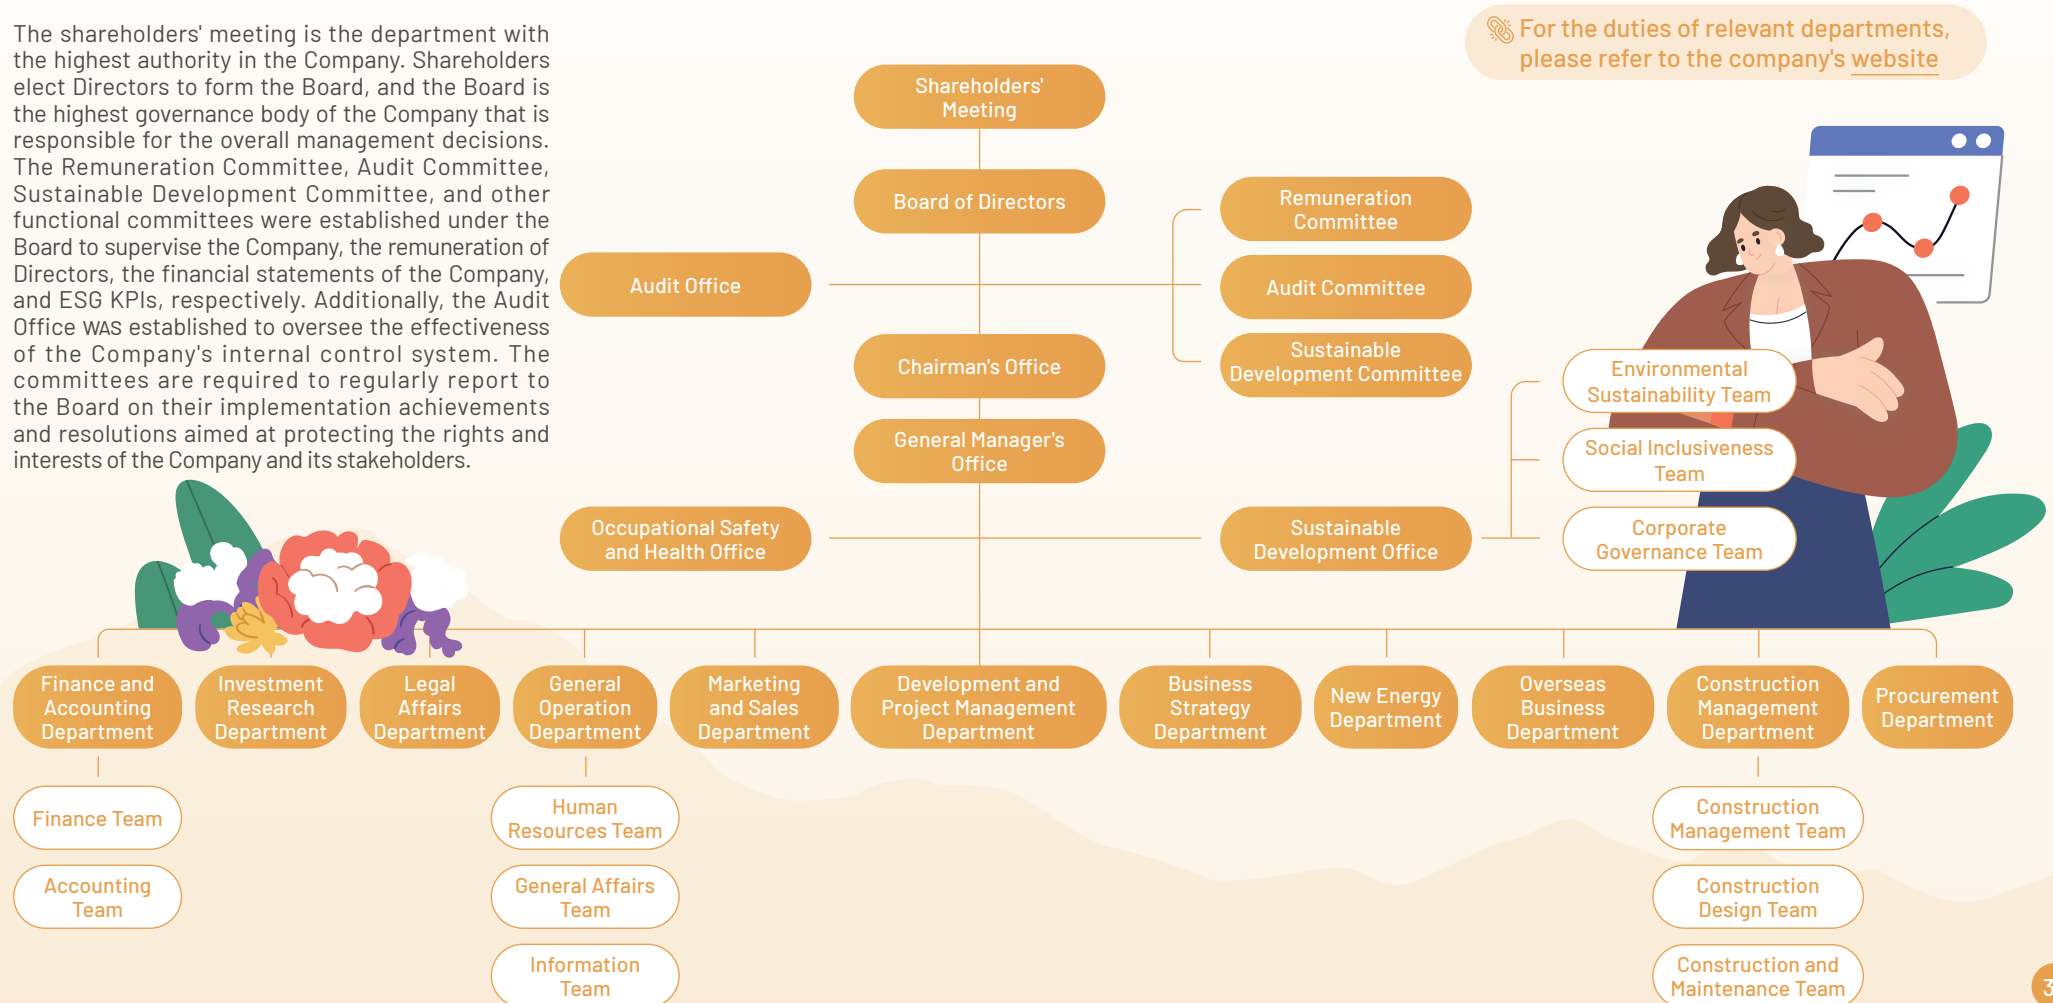 The shareholders' meeting is the department with
the highest authority in the Company. Shareholders
elect Directors to form the Board, and the Board is
the highest governance body of the Company that is
responsible for the overall management decisions.
The Remuneration Committee, Audit Committee,
Sustainable Development Committee, and other
functional committees were established under the
Board to supervise the Company, the remuneration of
Directors, the financial statements of the Company,
and ESG KPIs, respectively. Additionally, the Audit
Office WAS established to oversee the effectiveness
of the Company's internal control system. The
committees are required to regularly report to
the Board on their implementation achievements
and resolutions aimed at protecting the rights and
interests of the Company and its stakeholders.
For the duties of relevant departments,
please refer to the company's website
Shareholders'
Meeting
Board of Directors
Audit Office
Remuneration
Committee
Audit Committee
Sustainable
Development Committee
Chairman's Office
General Manager's
Office
Occupational Safety
and Health Office
Sustainable
Development Office
Environmental
Sustainability Team
Social Inclusiveness
Team
Corporate
Governance Team
Finance and
Accounting
Department
Investment
Research
Department
Legal
Affairs
Department
General
Operation
Department
Marketing
and Sales
Department
Development and
Project Management
Department
Business
Strategy
Department
New Energy
Department
Overseas
Business
Department
Construction
Management
Department
Procurement
Department
Finance Team
Accounting
Team
Human
Resources Team
General Affairs
Team
Information
Team
Construction
Management Team
Construction
Design Team
Construction and
Maintenance Team